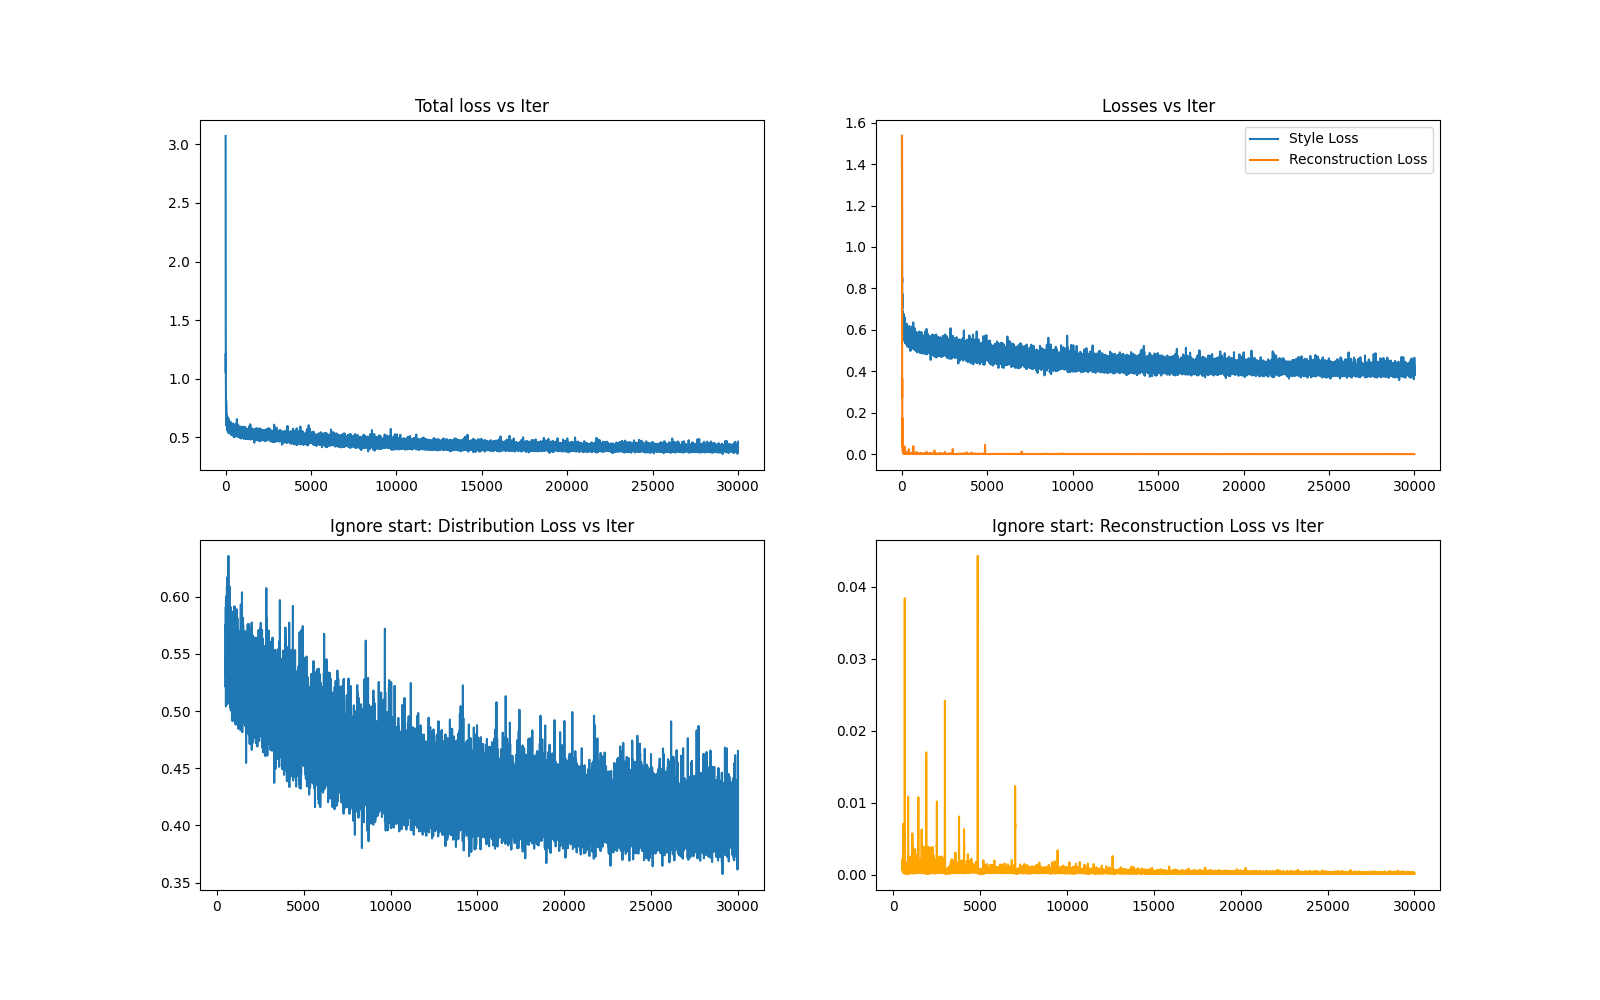 Total loss vs Iter
3.0
2.5
2.0
1.5
1.0
0.5
0 5000 10000 15000 20000 25000 30000
Losses vs Iter
Style Loss
Reconstruction Loss
1.6
1.4
1.2
1.0
0.8
0.6
0.4
0.2
0.0
0 5000 10000 15000 20000 25000 30000
Ignore start: Distribution Loss vs Iter
0.60
0.55
0.50
0.45
0.40
0.35
0 5000 10000 15000 20000 25000 30000
Ignore start: Reconstruction Loss vs Iter
0.04
0.03
0.02
0.01
0.00
0 5000 10000 15000 20000 25000 30000